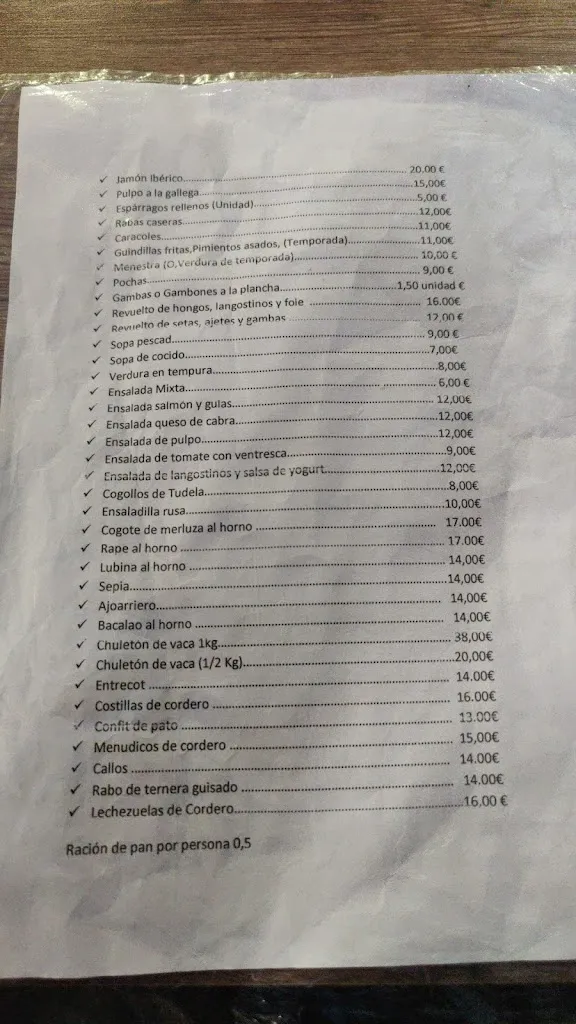 ✓ Jamón Ibérico........ 20,00 €
✓ Pulpo a la gallega........15,00€
✓ Espárragos rellenos (Unidad)........5,00 €
✓ Rabas caseras........12,00€
✓ Caracoles........11,00€
✓ Guindillas fritas,Pimientos asados, (Temporada)........11,00€
✓ Menestra (O,Verdura de temporada)........ 10,00 €
✓ Pochas........ 9,00 €
✓ Gambas o Gambones a la plancha........1,50 unidad €
✓ Revuelto de hongos, langostinos y foie ........ 16.00€
✓ Revuelto de setas, ajetes y gambas ........ 12,00 €
✓ Sopa pescad........ 9,00 €
✓ Sopa de cocido........7,00€
✓ Verdura en tempura........8,00€
✓ Ensalada Mixta........ 6,00 €
✓ Ensalada salmón y gulas........ 12,00€
✓ Ensalada queso de cabra........12,00€
✓ Ensalada de pulpo........12,00€
✓ Ensalada de tomate con ventresca........9,00€
✓ Ensalada de langostinos y salsa de yogurt........12,00€
✓ Cogollos de Tudela........8,00€
✓ Ensaladilla rusa........10,00€
✓ Cogote de merluza al horno ........ 17.00€
✓ Rape al horno ........ 17.00€
✓ Lubina al horno ........ 14,00€
✓ Sepia........14,00€
✓ Ajoarriero........ 14,00€
✓ Bacalao al horno ........ 14,00€
✓ Chuletón de vaca 1kg........ 38,00€
✓ Chuletón de vaca (1/2 Kg)........20,00€
✓ Entrecot ........ 14.00€
✓ Costillas de cordero ........ 16.00€
✓ Confit de pato ........ 13.00€
✓ Menudicos de cordero ........ 15,00€
✓ Callos ........ 14.00€
✓ Rabo de ternera guisado ........ 14.00€
✓ Lechezuelas de Cordero........16,00 €
Ración de pan por persona 0,5